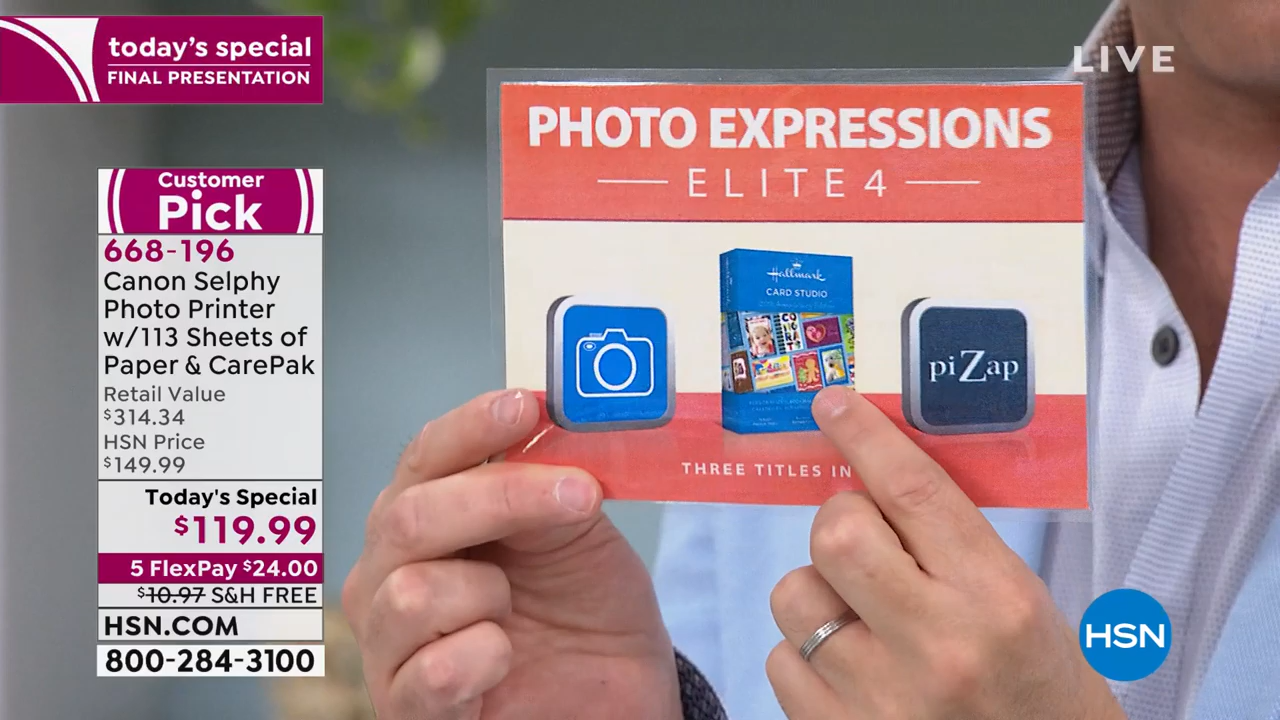 today's special
FINAL PRESENTATION
LIVE
Customer
Pick
668-196
Canon Selphy
Photo Printer
w/113 Sheets of
Paper & CarePak
Retail Value
$314.34
HSN Price
$149.99
Today's Special
$119.99
5 FlexPay $24.00
$10.97 S&H FREE
HSN.COM
800-284-3100
PHOTO EXPRESSIONS
ELITE 4
Hallmark
CARD STUDIO
CONGRATS
piZap
THREE TITLES IN
HSN